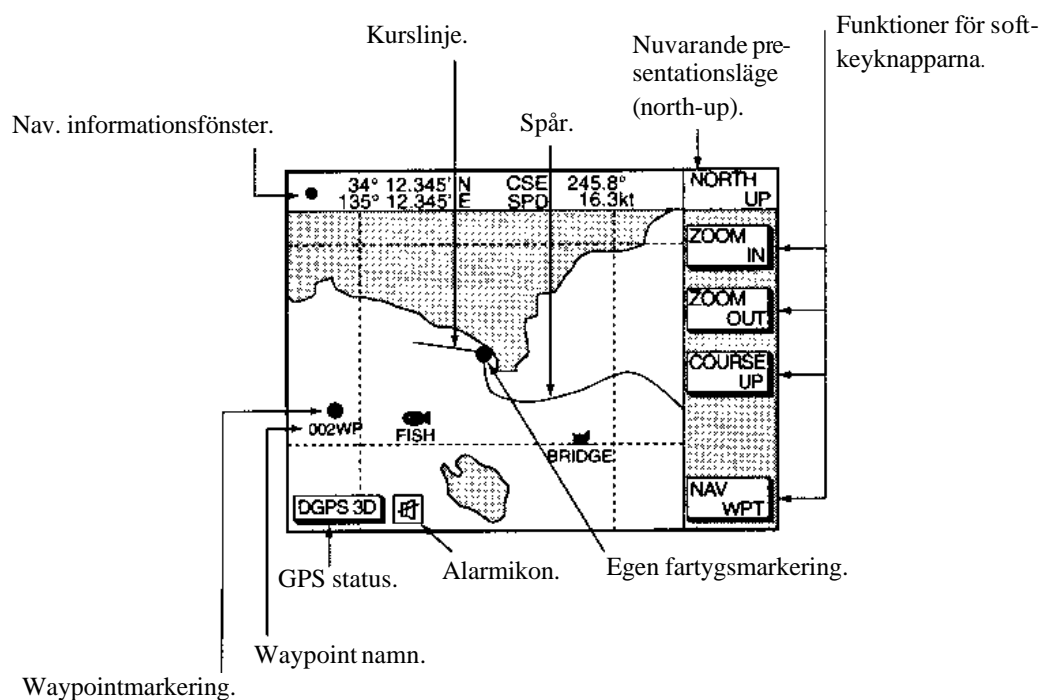 Funktioner för soft-
keyknapparna.
Kurslinje.
Nuvarande pre-
sentationsläge
(north-up).
Spår.
Nav. informationsfönster.
34° 12.345' N CSE 245.8°
135° 12.345' E SPD 16.3kt
NORTH
UP
ZOOM
IN
ZOOM
OUT
COURSE
UP
002WP
FISH
BRIDGE
NAV
WPT
DGPS 3D
GPS status.
Alarmikon.
Egen fartygsmarkering.
Waypoint namn.
Waypointmarkering.